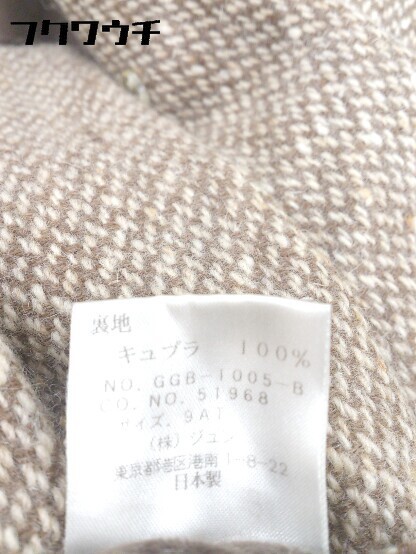 フクワウチ
裏地
キュプラ 100%
NO. GGB-1005-B
CO. NO. 51968
サイズ. 9AT
(株) ジュン
東京都港区港南 1-8-22
日本製